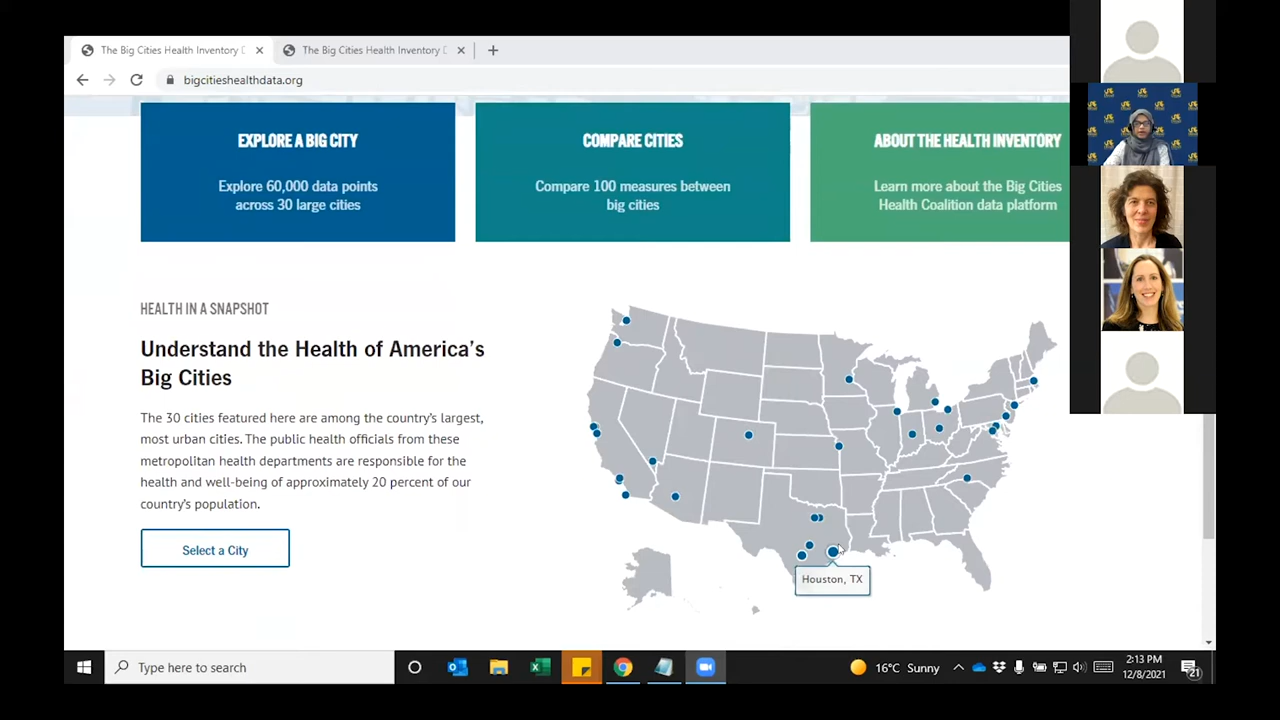 The Big Cities Health Inventory D
The Big Cities Health Inventory D
bigcitieshealthdata.org
EXPLORE A BIG CITY
Explore 60,000 data points
across 30 large cities
COMPARE CITIES
Compare 100 measures between
big cities
ABOUT THE HEALTH INVENTORY
Learn more about the Big Cities
Health Coalition data platform
HEALTH IN A SNAPSHOT
Understand the Health of America's
Big Cities
The 30 cities featured here are among the country's largest,
most urban cities. The public health officials from these
metropolitan health departments are responsible for the
health and well-being of approximately 20 percent of our
country's population.
Select a City
Houston, TX
Type here to search
16°C Sunny
2:13 PM
12/8/2021
21